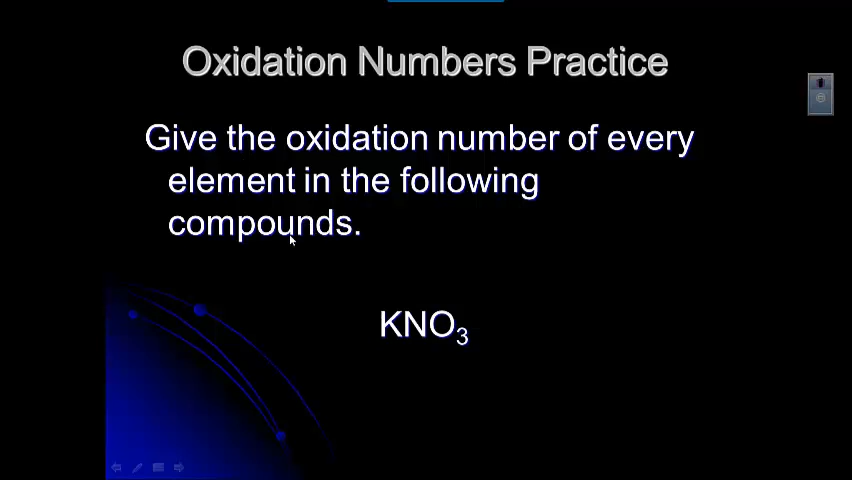 Oxidation Numbers Practice
Give the oxidation number of every
element in the following
compounds.
KNO₃